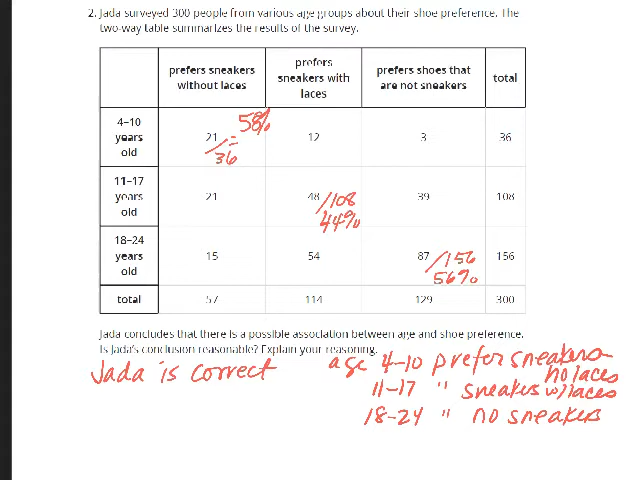 2. Jada surveyed 300 people from various age groups about their shoe preference. The
two-way table summarizes the results of the survey.
prefers sneakers without laces prefers sneakers with laces prefers shoes that are not sneakers total
4–10 years old 21 /36 = 58% 12 3 36
11–17 years old 21 48 /108 44% 39 108
18–24 years old 15 54 87 /156 56% 156
total 57 114 129 300
Jada concludes that there is a possible association between age and shoe preference.
Is Jada's conclusion reasonable? Explain your reasoning.
Jada is correct age 4-10 prefer sneakers no laces
11-17 " sneakers w/laces
18-24 " no sneakers